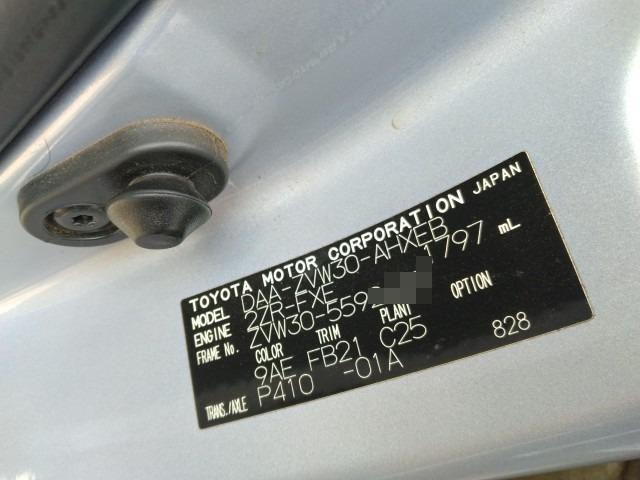 TOYOTA MOTOR CORPORATION JAPAN
MODEL DAA-ZVW30-AHXEB
ENGINE 2ZR-FXE 1797 mL
FRAME No. ZVW30-559
COLOR TRIM PLANT OPTION
9AE FB21 C25 828
TRANS./AXLE P410 -01A